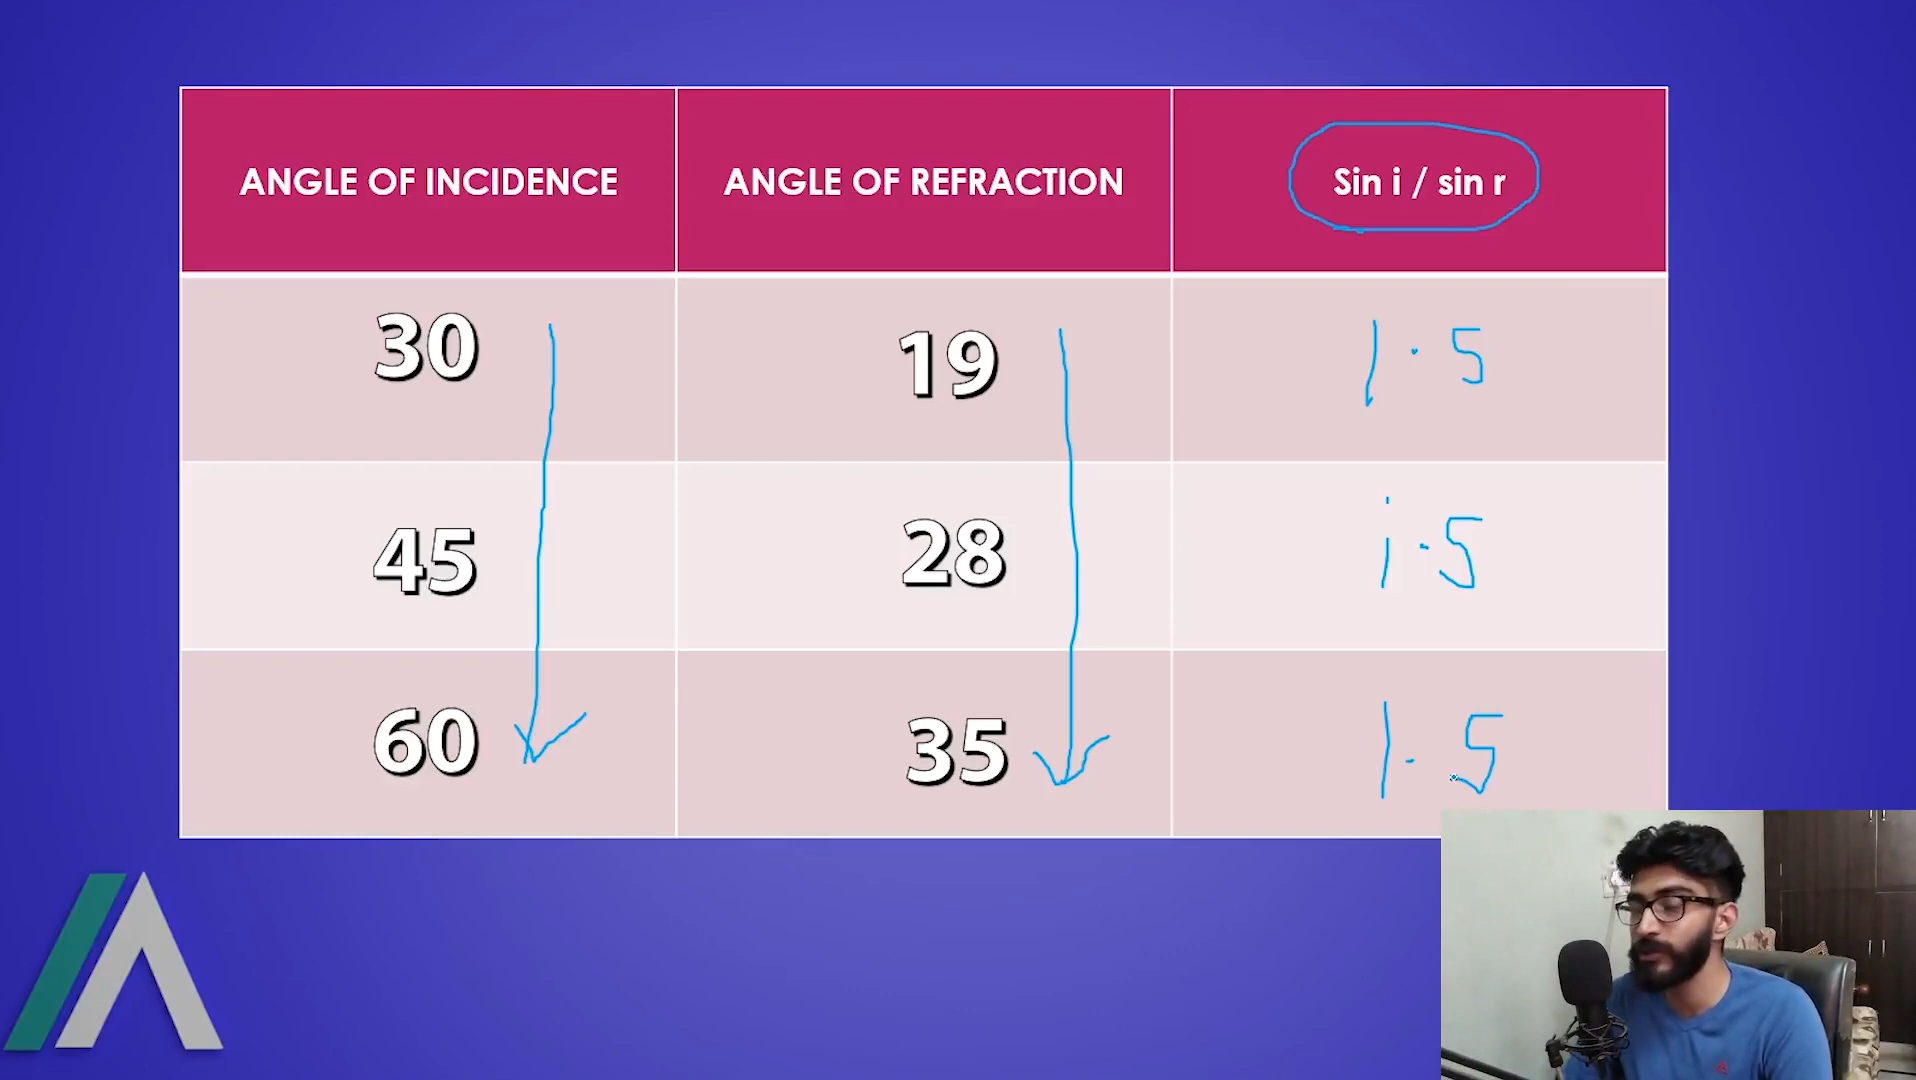 ANGLE OF INCIDENCE ANGLE OF REFRACTION Sin i / sin r
30 19 1.5
45 28 1.5
60 35 1.5